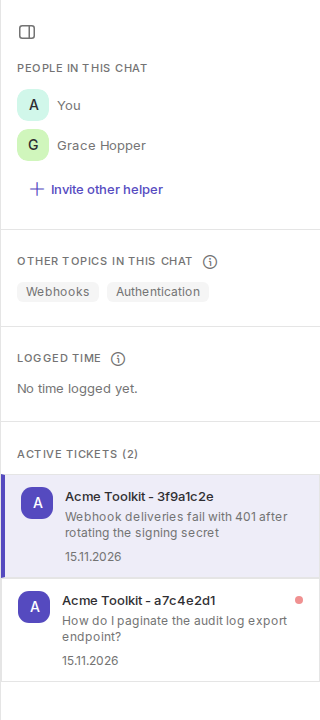 PEOPLE IN THIS CHAT
A You
G Grace Hopper
Invite other helper
OTHER TOPICS IN THIS CHAT
Webhooks Authentication
LOGGED TIME
No time logged yet.
ACTIVE TICKETS (2)
A Acme Toolkit - 3f9a1c2e
Webhook deliveries fail with 401 after
rotating the signing secret
15.11.2026
A Acme Toolkit - a7c4e2d1
How do I paginate the audit log export
endpoint?
15.11.2026